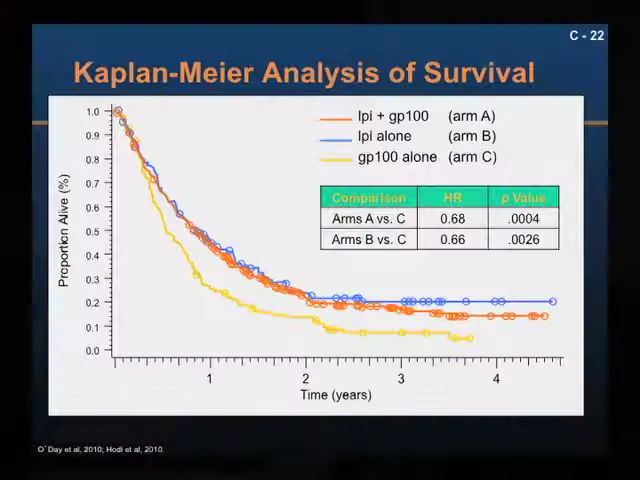 C - 22
Kaplan-Meier Analysis of Survival
Ipi + gp100 (arm A)
Ipi alone (arm B)
gp100 alone (arm C)
Comparison HR p Value
Arms A vs. C 0.68 .0004
Arms B vs. C 0.66 .0026
Proportion Alive (%)
1.0
0.9
0.8
0.7
0.6
0.5
0.4
0.3
0.2
0.1
0.0
1 2 3 4
Time (years)
O'Day et al, 2010; Hodi et al, 2010.